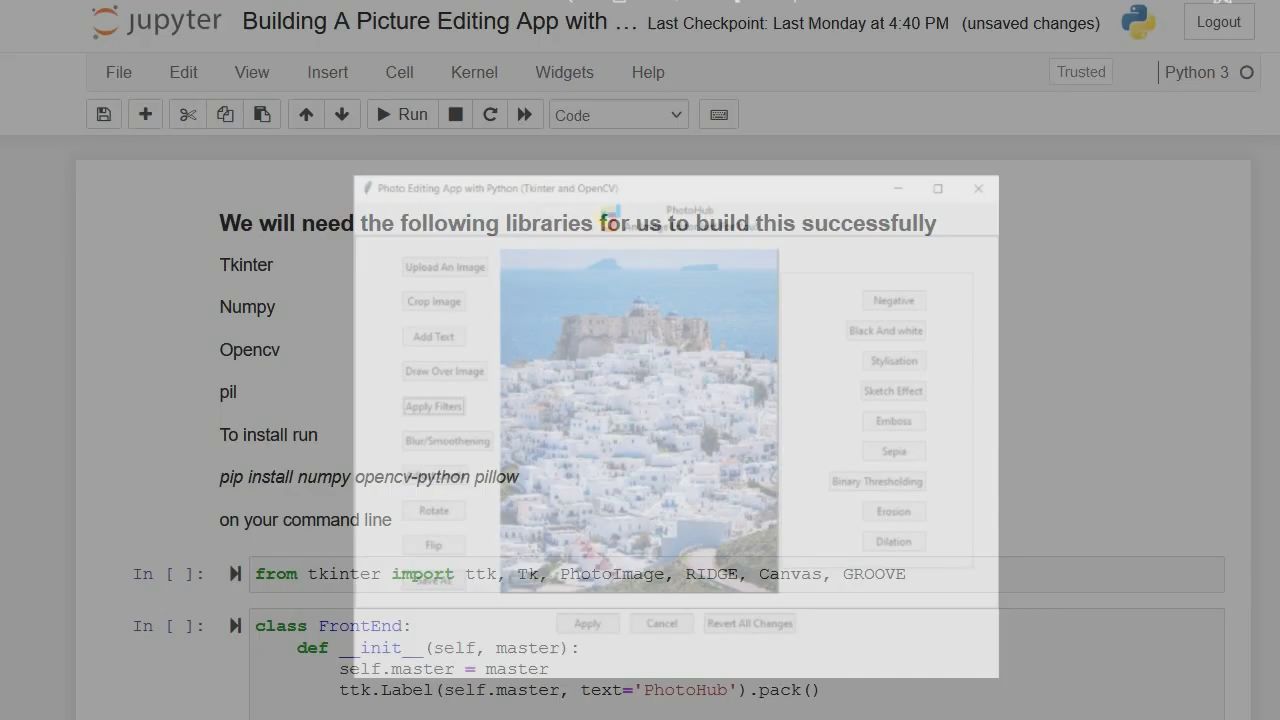 jupyter Building A Picture Editing App with ... Last Checkpoint: Last Monday at 4:40 PM (unsaved changes) Logout
File Edit View Insert Cell Kernel Widgets Help Trusted Python 3
Run Code
Photo Editing App with Python (Tkinter and OpenCV)
PhotoHub
We will need the following libraries for us to build this successfully
Tkinter
Numpy
Opencv
pil
To install run
pip install numpy opencv-python pillow
on your command line
Upload An Image
Crop Image
Add Text
Draw Over Image
Apply Filters
Blur/Smoothening
Rotate
Flip
Save As
Negative
Black And white
Stylisation
Sketch Effect
Emboss
Sepia
Binary Thresholding
Erosion
Dilation
Apply Cancel Revert All Changes
In [ ]: from tkinter import ttk, Tk, PhotoImage, RIDGE, Canvas, GROOVE
In [ ]: class FrontEnd:
def __init__(self, master):
self.master = master
ttk.Label(self.master, text='PhotoHub').pack()